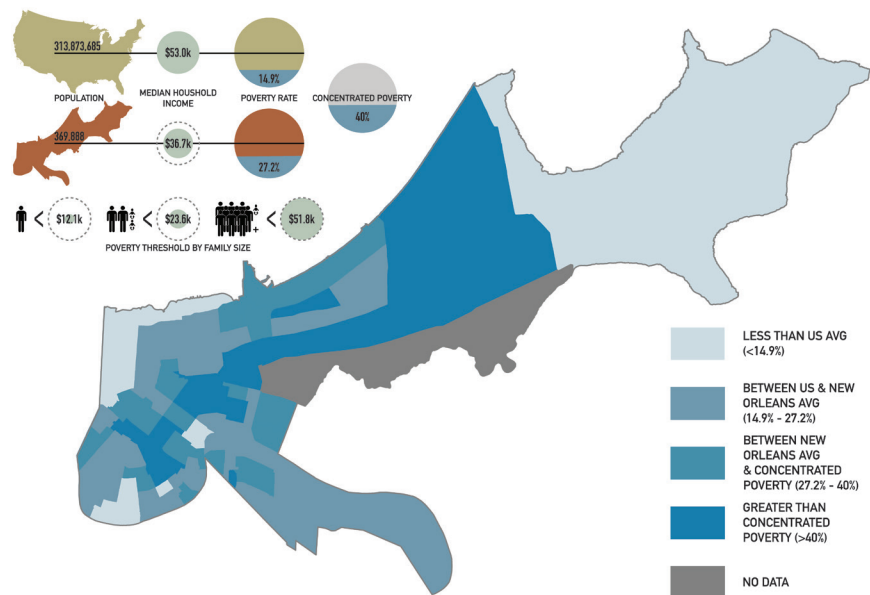 313,873,685
$53.0k
14.9%
POPULATION
MEDIAN HOUSHOLD
INCOME
POVERTY RATE
CONCENTRATED POVERTY
40%
369,888
$36.7k
27.2%
<
$12.1k
<
$23.6k
+
<
$51.8k
POVERTY THRESHOLD BY FAMILY SIZE
LESS THAN US AVG
(<14.9%)
BETWEEN US & NEW
ORLEANS AVG
(14.9% - 27.2%)
BETWEEN NEW
ORLEANS AVG
& CONCENTRATED
POVERTY (27.2% - 40%)
GREATER THAN
CONCENTRATED
POVERTY (>40%)
NO DATA